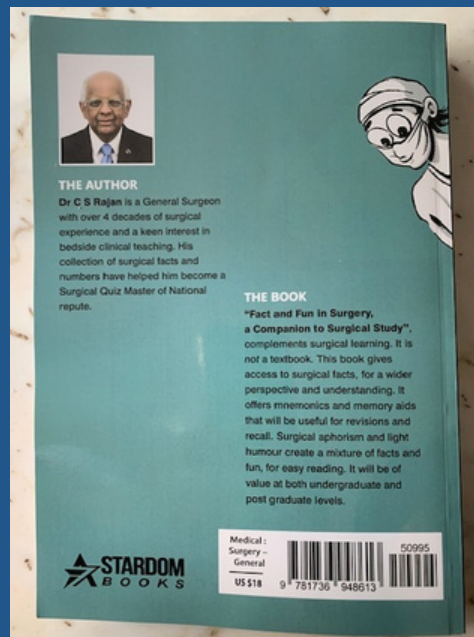 THE AUTHOR
Dr C S Rajan is a General Surgeon
with over 4 decades of surgical
experience and a keen interest in
bedside clinical teaching. His
collection of surgical facts and
numbers have helped him become a
Surgical Quiz Master of National
repute.
THE BOOK
"Fact and Fun in Surgery,
a Companion to Surgical Study",
complements surgical learning. It is
not a textbook. This book gives
access to surgical facts, for a wider
perspective and understanding. It
offers mnemonics and memory aids
that will be useful for revisions and
recall. Surgical aphorism and light
humour create a mixture of facts and
fun, for easy reading. It will be of
value at both undergraduate and
post graduate levels.
STARDOM
BOOKS
Medical :
Surgery –
General
US $18
50995
9 781736 948613